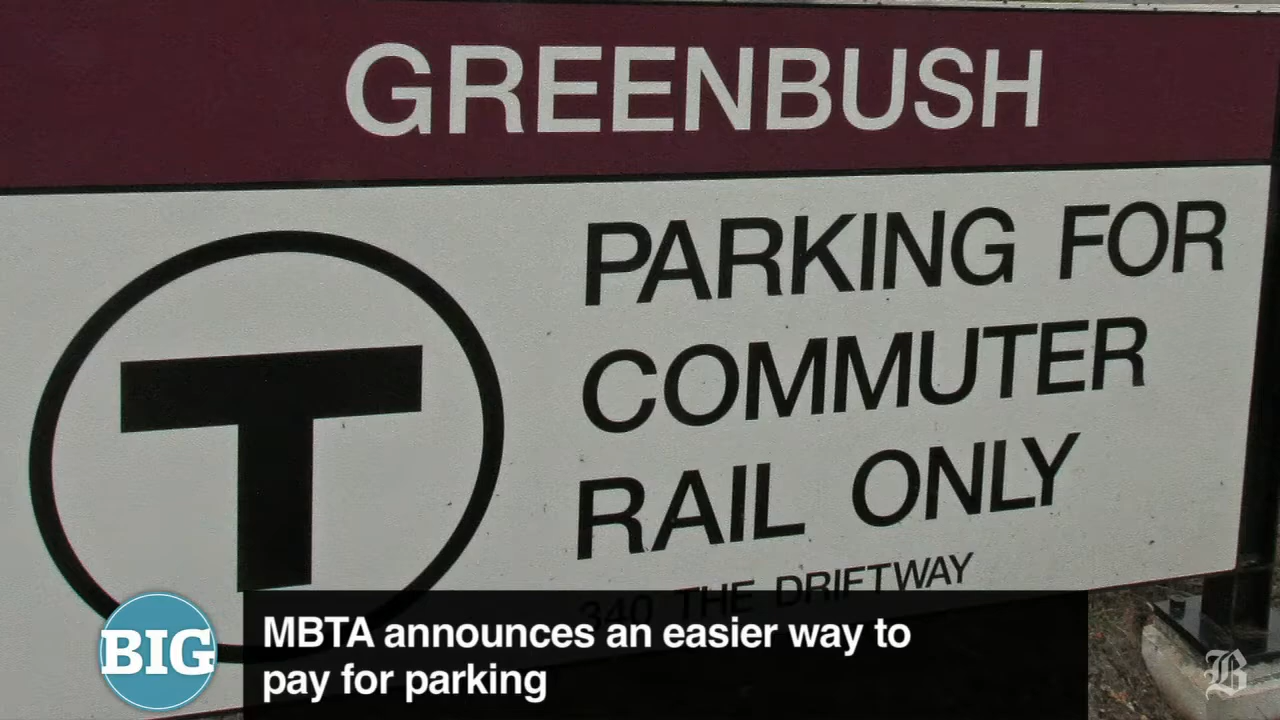 GREENBUSH
T
PARKING FOR
COMMUTER
RAIL ONLY
340 THE DRIFTWAY
BIG
MBTA announces an easier way to
pay for parking
B